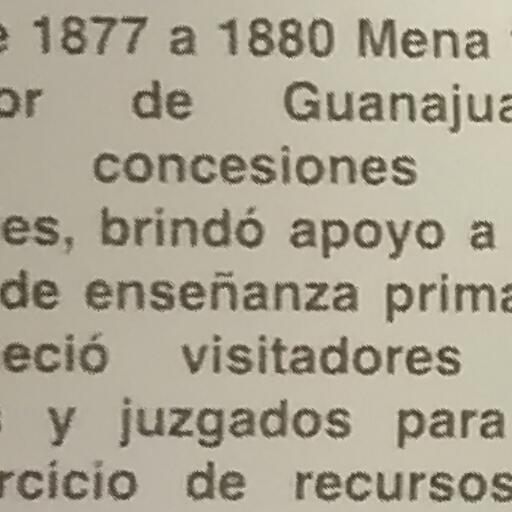 e 1877 a 1880 Mena
or de Guanajua
concesiones
es, brindó apoyo a
de enseñanza prima
eció visitadores
y juzgados para
rcicio de recursos